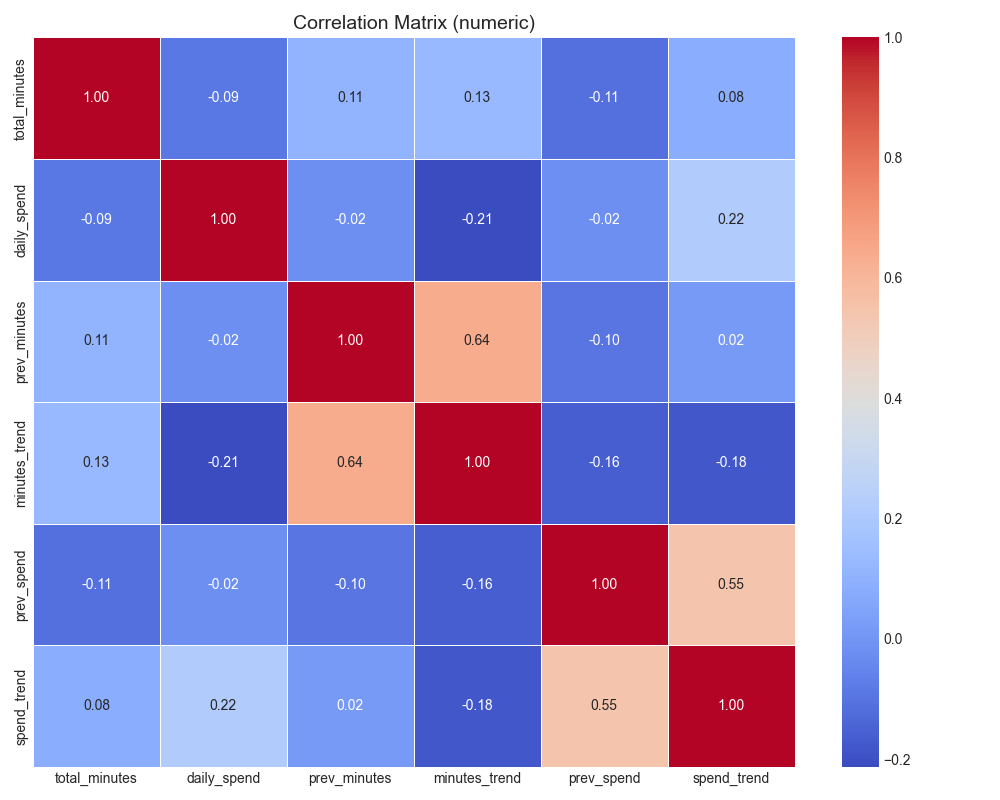 Correlation Matrix (numeric)
total_minutes 1.00 -0.09 0.11 0.13 -0.11 0.08
daily_spend -0.09 1.00 -0.02 -0.21 -0.02 0.22
prev_minutes 0.11 -0.02 1.00 0.64 -0.10 0.02
minutes_trend 0.13 -0.21 0.64 1.00 -0.16 -0.18
prev_spend -0.11 -0.02 -0.10 -0.16 1.00 0.55
spend_trend 0.08 0.22 0.02 -0.18 0.55 1.00
total_minutes daily_spend prev_minutes minutes_trend prev_spend spend_trend
1.0
0.8
0.6
0.4
0.2
0.0
−0.2